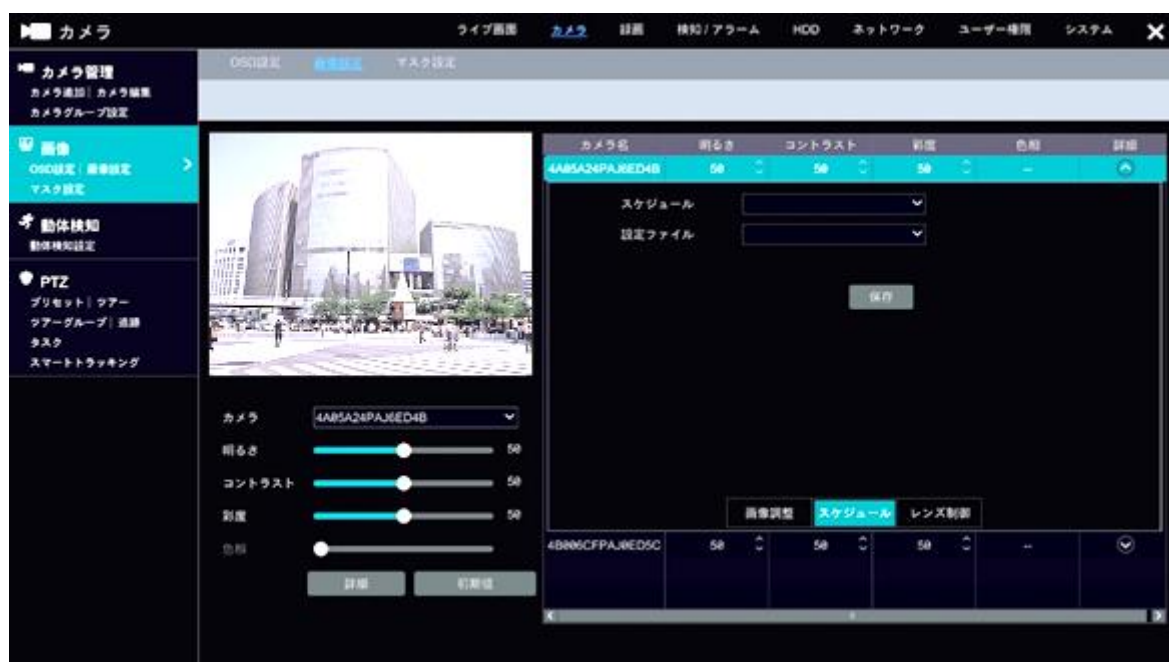 カメラ
ライブ画面 カメラ 録画 検知/アラーム HDD ネットワーク ユーザー権限 システム
カメラ管理
カメラ追加 | カメラ編集
カメラグループ設定
画像
OSD設定 | 画像設定
マスク設定
動体検知
動体検知設定
PTZ
プリセット | ツアー
ツアーグループ | 追跡
タスク
スマートトラッキング
OSD設定 画像設定 マスク設定
カメラ 4A05A24PAJ6ED4B
明るさ 50
コントラスト 50
彩度 50
色相
詳細 初期値
カメラ名 明るさ コントラスト 彩度 色相 詳細
4A05A24PAJ6ED4B 50 50 50 --
スケジュール
設定ファイル
保存
画像調整 スケジュール レンズ制御
4B006CFPAJ0ED5C 50 50 50 --